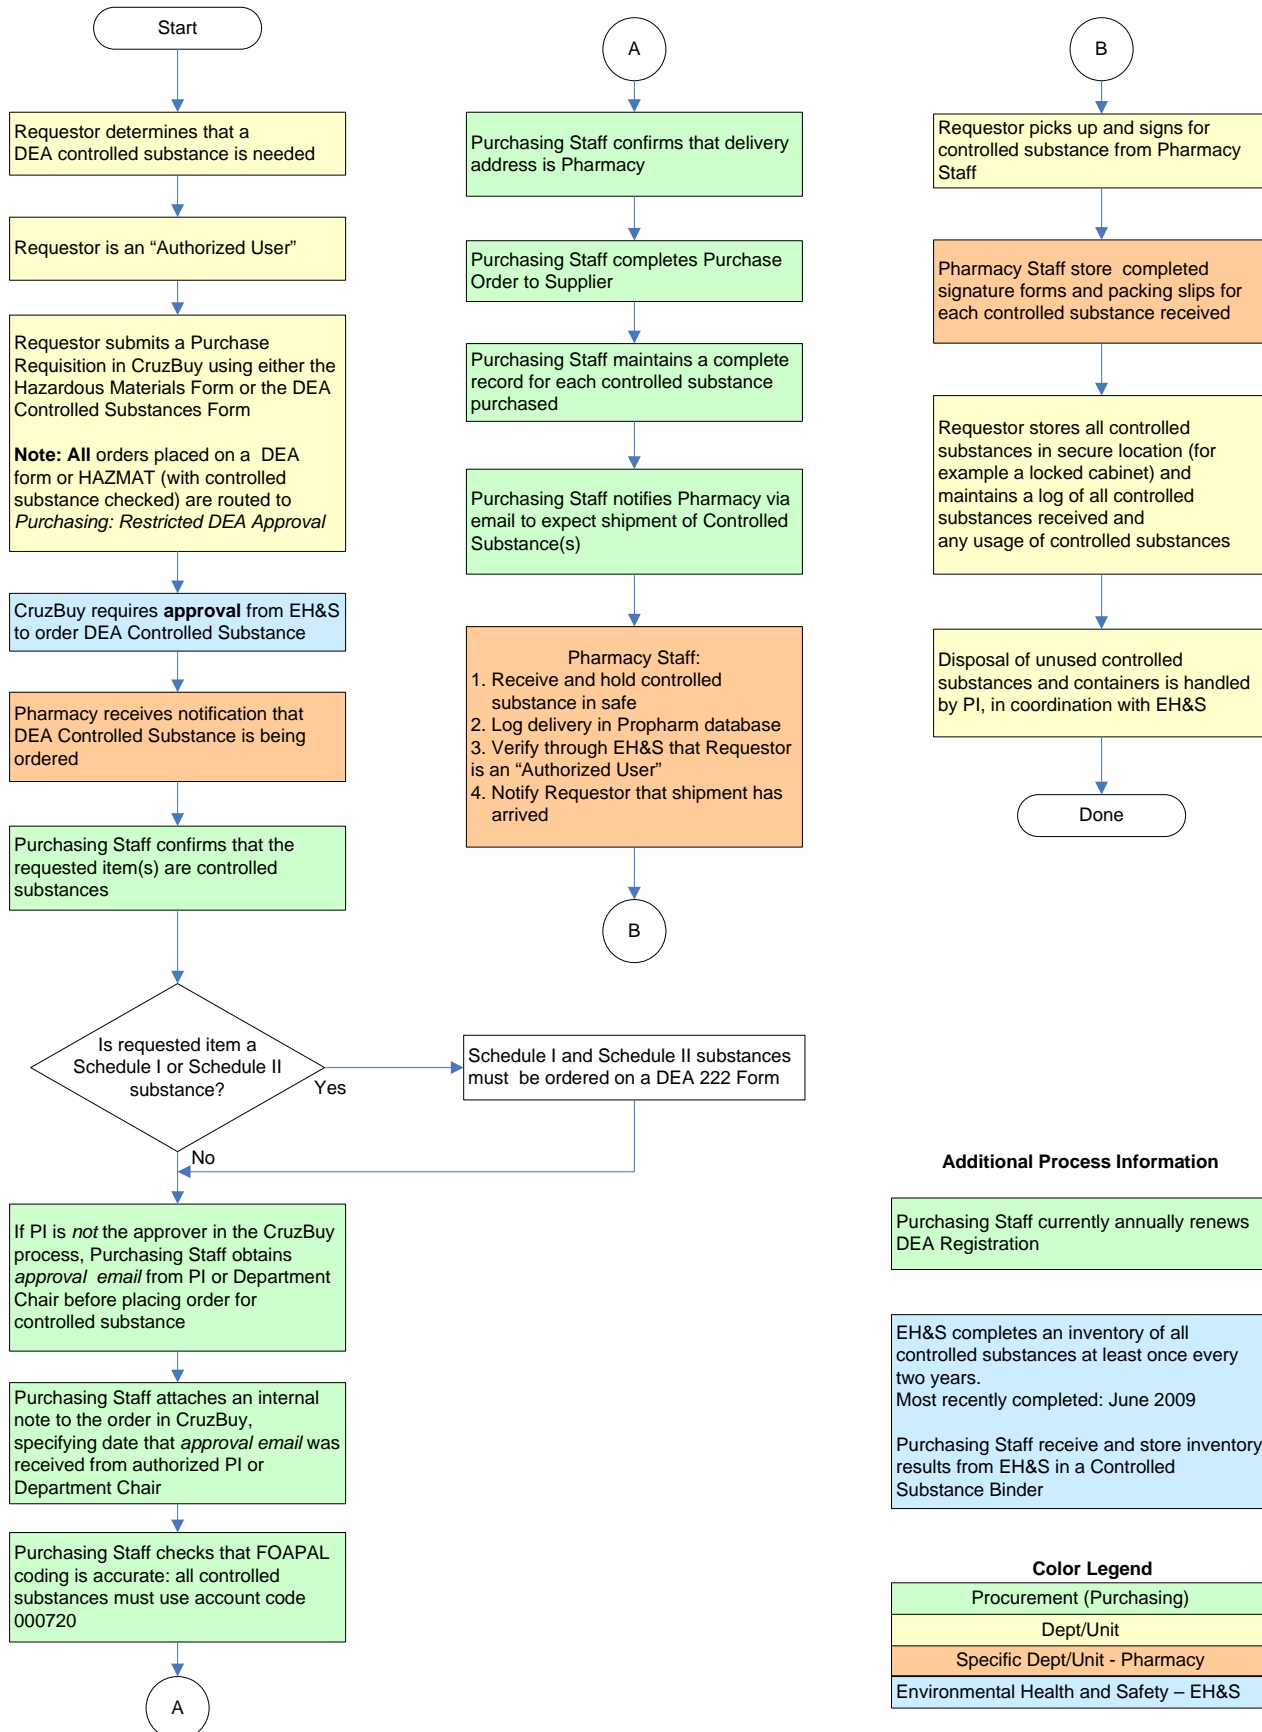 Start
Requestor determines that a
DEA controlled substance is needed
Requestor is an “Authorized User”
Requestor submits a Purchase
Requisition in CruzBuy using either the
Hazardous Materials Form or the DEA
Controlled Substances Form
Note: All orders placed on a DEA
form or HAZMAT (with controlled
substance checked) are routed to
Purchasing: Restricted DEA Approval
CruzBuy requires approval from EH&S
to order DEA Controlled Substance
Pharmacy receives notification that
DEA Controlled Substance is being
ordered
Purchasing Staff confirms that the
requested item(s) are controlled
substances
Is requested item a
Schedule I or Schedule II
substance?
Yes
No
Schedule I and Schedule II substances
must be ordered on a DEA 222 Form
If PI is not the approver in the CruzBuy
process, Purchasing Staff obtains
approval email from PI or Department
Chair before placing order for
controlled substance
Purchasing Staff attaches an internal
note to the order in CruzBuy,
specifying date that approval email was
received from authorized PI or
Department Chair
Purchasing Staff checks that FOAPAL
coding is accurate: all controlled
substances must use account code
000720
A
A
Purchasing Staff confirms that delivery
address is Pharmacy
Purchasing Staff completes Purchase
Order to Supplier
Purchasing Staff maintains a complete
record for each controlled substance
purchased
Purchasing Staff notifies Pharmacy via
email to expect shipment of Controlled
Substance(s)
Pharmacy Staff:
1. Receive and hold controlled
substance in safe
2. Log delivery in Propharm database
3. Verify through EH&S that Requestor
is an “Authorized User”
4. Notify Requestor that shipment has
arrived
B
B
Requestor picks up and signs for
controlled substance from Pharmacy
Staff
Pharmacy Staff store completed
signature forms and packing slips for
each controlled substance received
Requestor stores all controlled
substances in secure location (for
example a locked cabinet) and
maintains a log of all controlled
substances received and
any usage of controlled substances
Disposal of unused controlled
substances and containers is handled
by PI, in coordination with EH&S
Done
Additional Process Information
Purchasing Staff currently annually renews
DEA Registration
EH&S completes an inventory of all
controlled substances at least once every
two years.
Most recently completed: June 2009
Purchasing Staff receive and store inventory
results from EH&S in a Controlled
Substance Binder
Color Legend
Procurement (Purchasing)
Dept/Unit
Specific Dept/Unit - Pharmacy
Environmental Health and Safety – EH&S